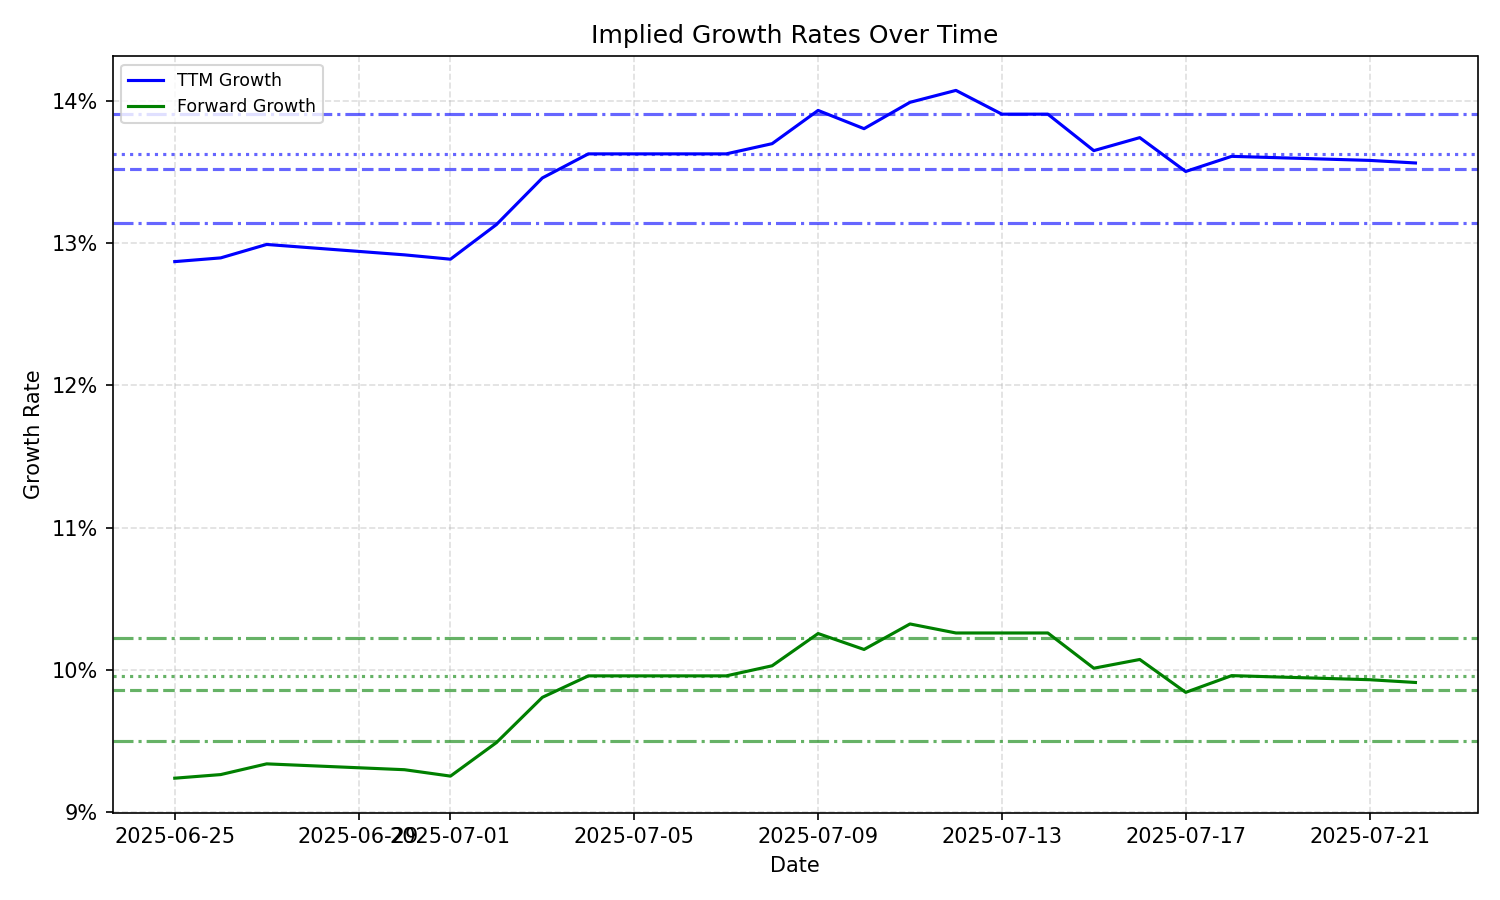 Implied Growth Rates Over Time
TTM Growth
Forward Growth
14%
13%
12%
11%
10%
9%
Growth Rate
2025-06-25
2025-06-29
2025-07-01
2025-07-05
2025-07-09
2025-07-13
2025-07-17
2025-07-21
Date